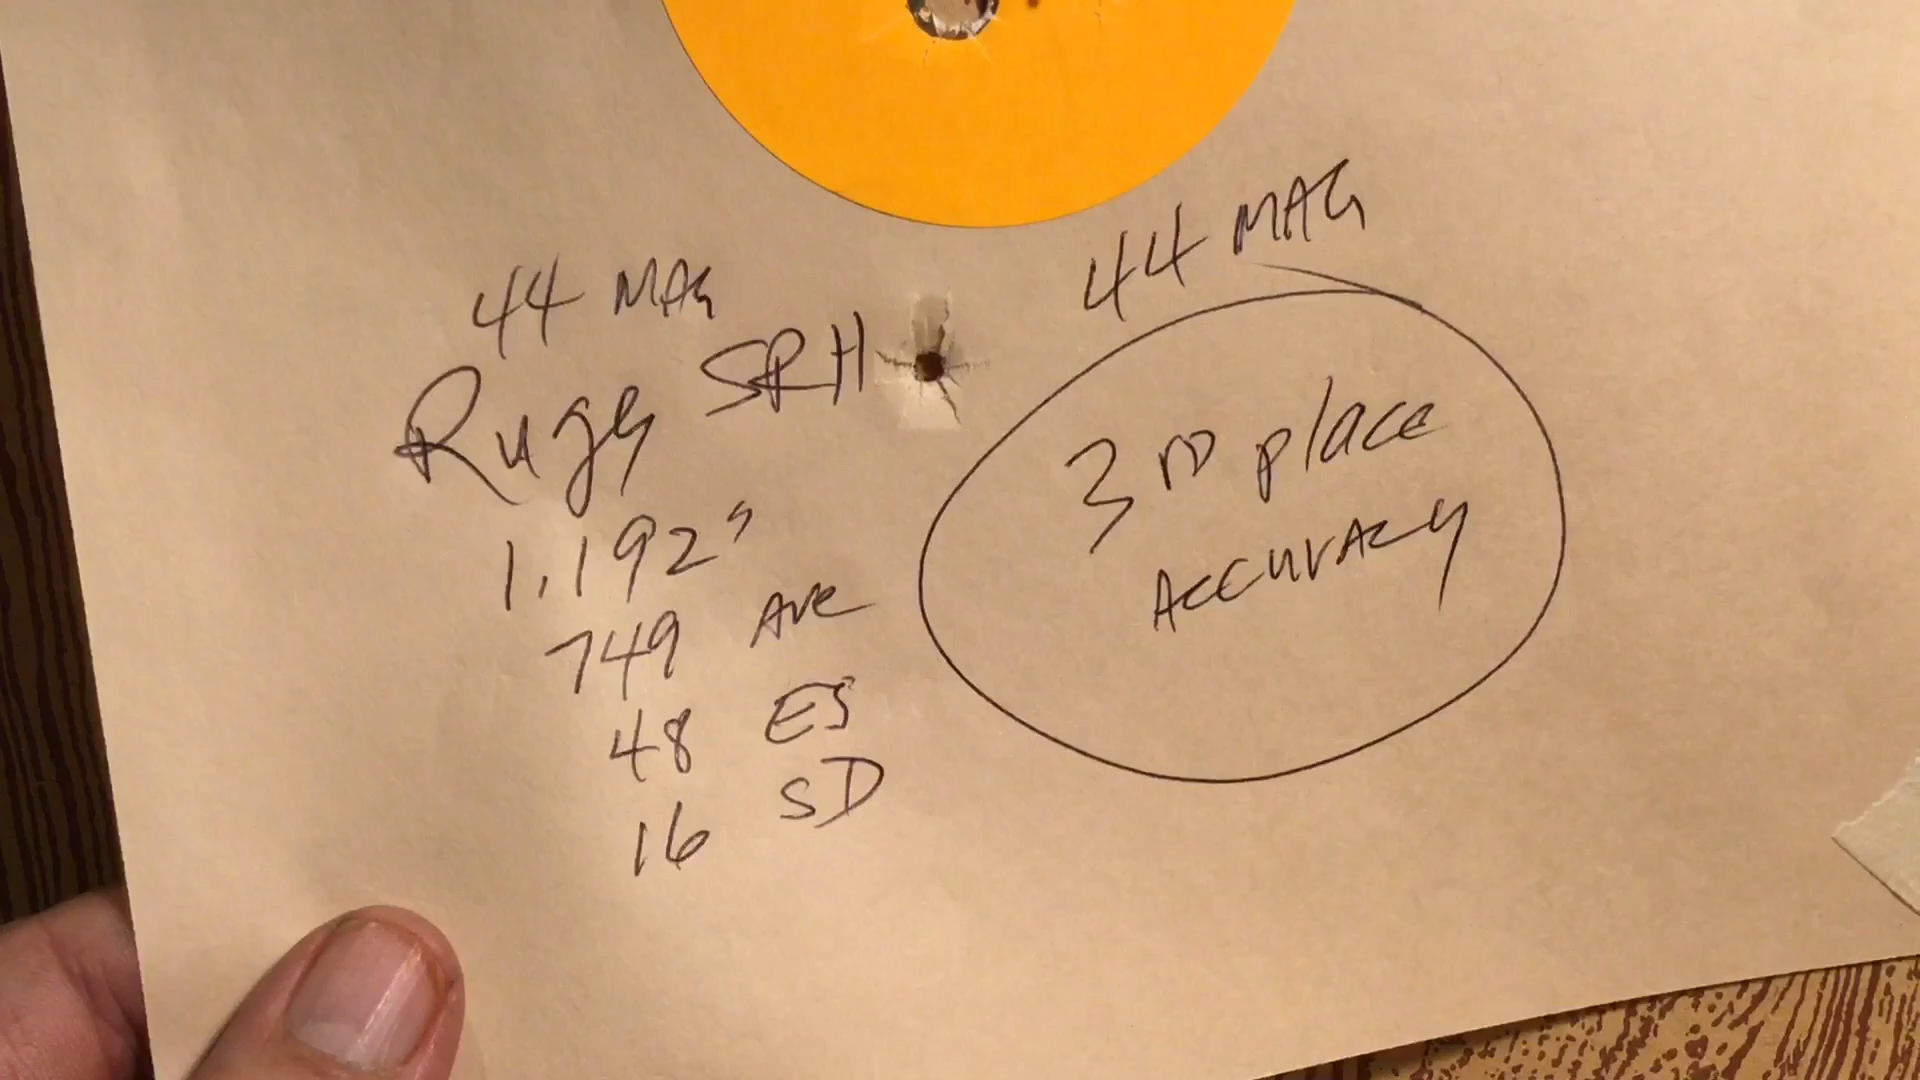 44 MAG
Ruger SRH
1.192"
749 AVE
48 ES
16 SD
44 MAG
3RD place
ACCURACY